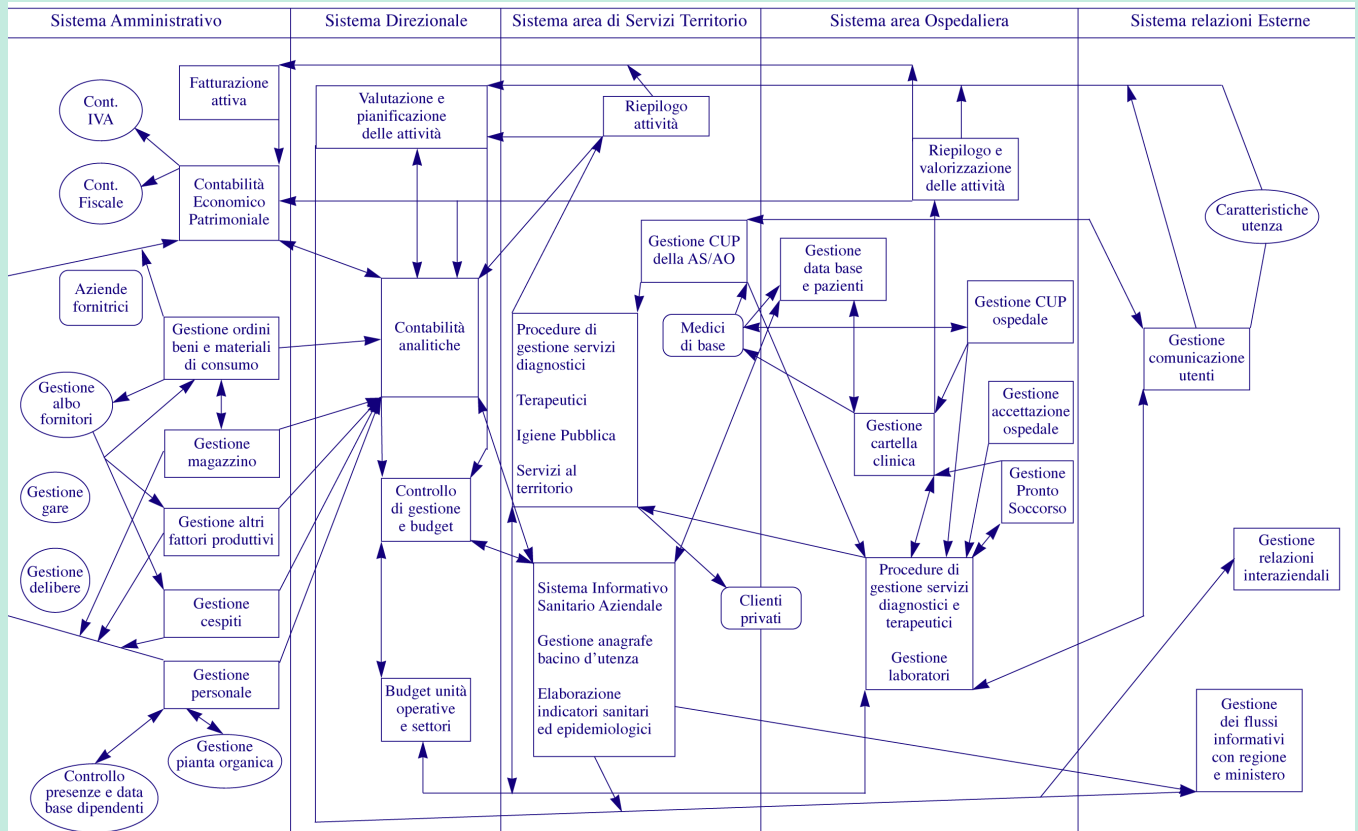 Sistema Amministrativo
Sistema Direzionale
Sistema area di Servizi Territorio
Sistema area Ospedaliera
Sistema relazioni Esterne
Fatturazione
attiva
Cont.
IVA
Cont.
Fiscale
Contabilità
Economico
Patrimoniale
Aziende
fornitrici
Gestione ordini
beni e materiali
di consumo
Gestione
albo
fornitori
Gestione
magazzino
Gestione
gare
Gestione altri
fattori produttivi
Gestione
delibere
Gestione
cespiti
Gestione
personale
Gestione
pianta organica
Controllo
presenze e data
base dipendenti
Valutazione e
pianificazione
delle attività
Contabilità
analitiche
Controllo
di gestione
e budget
Budget unità
operative
e settori
Riepilogo
attività
Gestione CUP
della AS/AO
Procedure di
gestione servizi
diagnostici
Terapeutici
Igiene Pubblica
Servizi al
territorio
Medici
di base
Sistema Informativo
Sanitario Aziendale
Gestione anagrafe
bacino d'utenza
Elaborazione
indicatori sanitari
ed epidemiologici
Clienti
privati
Riepilogo e
valorizzazione
delle attività
Gestione
data base
e pazienti
Gestione CUP
ospedale
Gestione
accettazione
ospedale
Gestione
cartella
clinica
Gestione
Pronto
Soccorso
Procedure di
gestione servizi
diagnostici e
terapeutici
Gestione
laboratori
Caratteristiche
utenza
Gestione
comunicazione
utenti
Gestione
relazioni
interaziendali
Gestione
dei flussi
informativi
con regione
e ministero